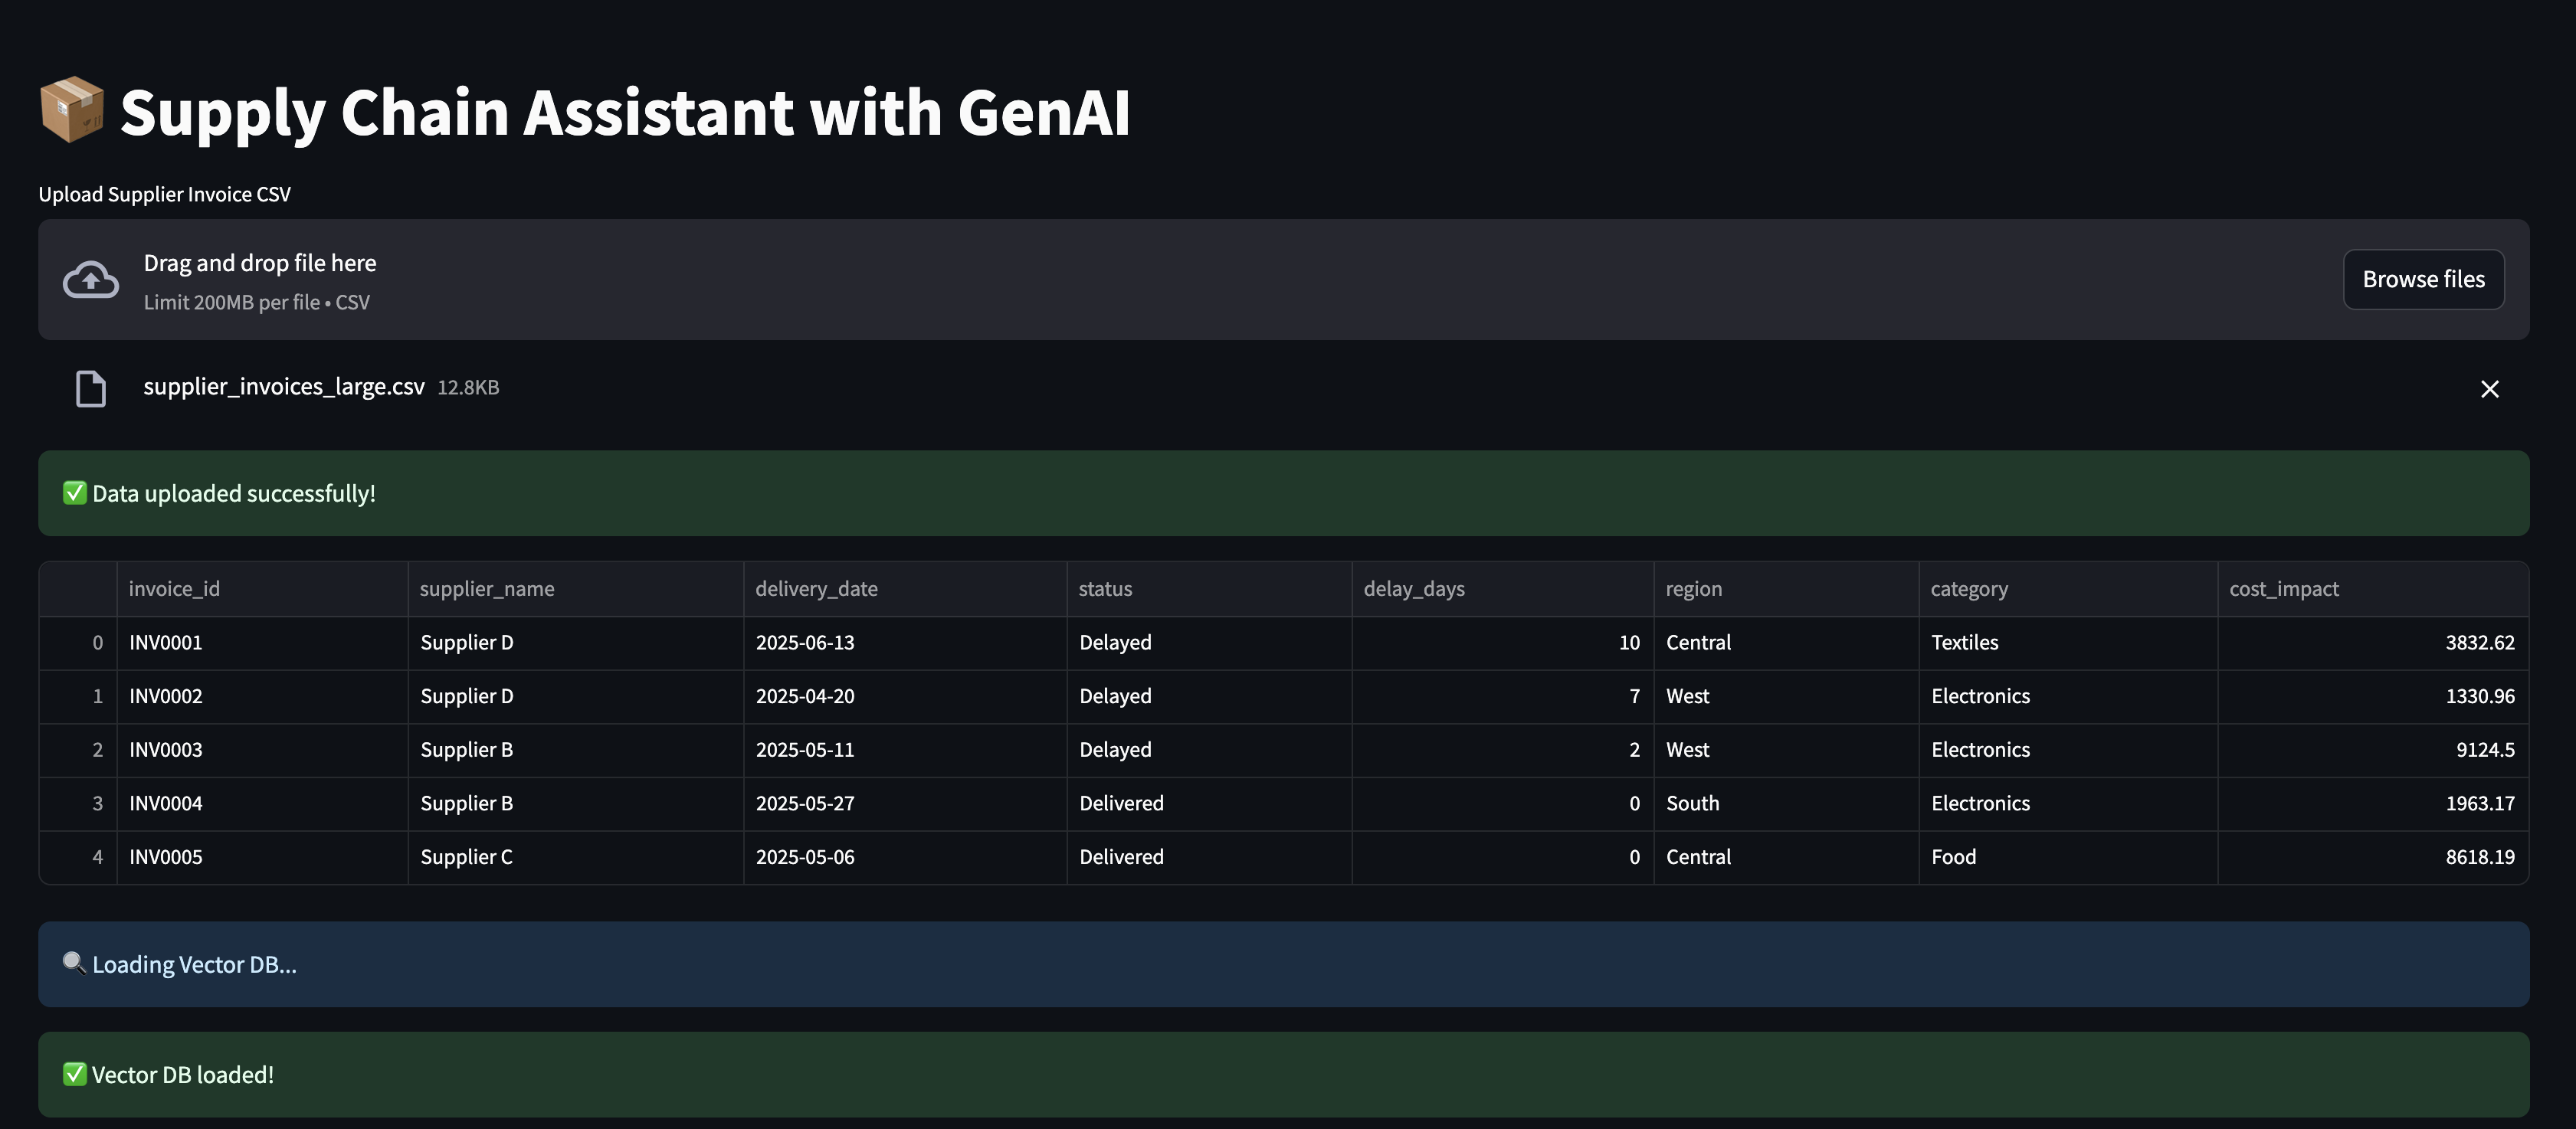 📦 Supply Chain Assistant with GenAI
Upload Supplier Invoice CSV
Drag and drop file here
Limit 200MB per file • CSV
Browse files
supplier_invoices_large.csv 12.8KB
✅ Data uploaded successfully!
invoice_id supplier_name delivery_date status delay_days region category cost_impact
0 INV0001 Supplier D 2025-06-13 Delayed 10 Central Textiles 3832.62
1 INV0002 Supplier D 2025-04-20 Delayed 7 West Electronics 1330.96
2 INV0003 Supplier B 2025-05-11 Delayed 2 West Electronics 9124.5
3 INV0004 Supplier B 2025-05-27 Delivered 0 South Electronics 1963.17
4 INV0005 Supplier C 2025-05-06 Delivered 0 Central Food 8618.19
🔍 Loading Vector DB...
✅ Vector DB loaded!